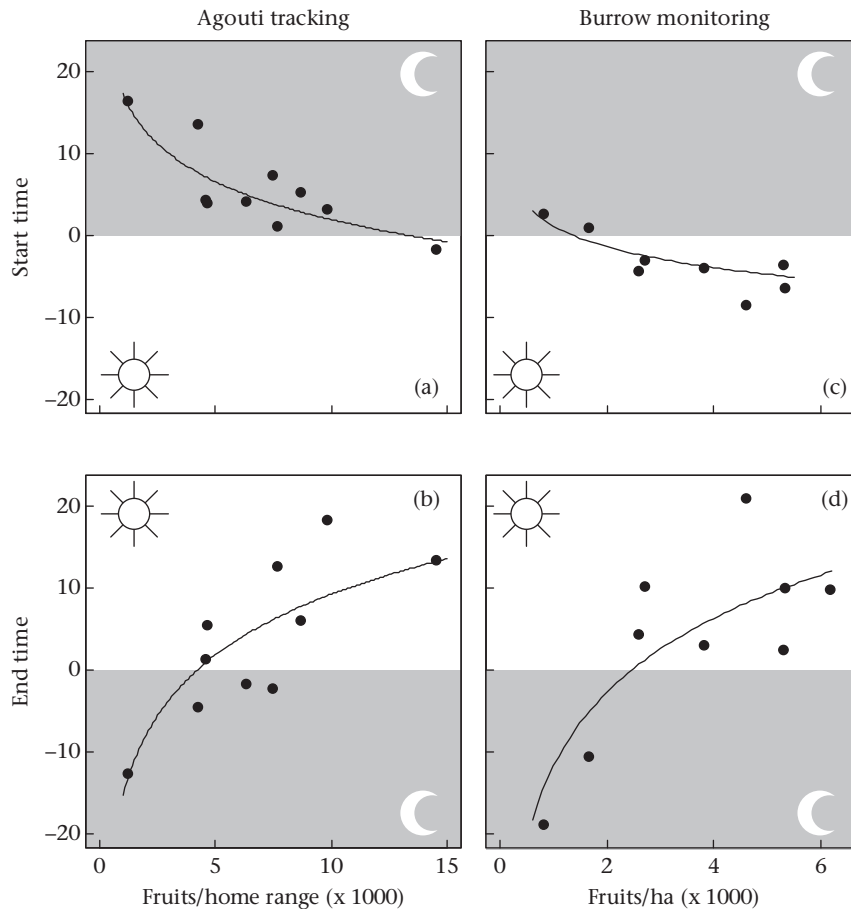 Agouti tracking
Burrow monitoring
Start time
20
10
0
−10
−20
(a)
(c)
End time
20
10
0
−10
−20
(b)
(d)
0 5 10 15
0 2 4 6
Fruits/home range (x 1000)
Fruits/ha (x 1000)